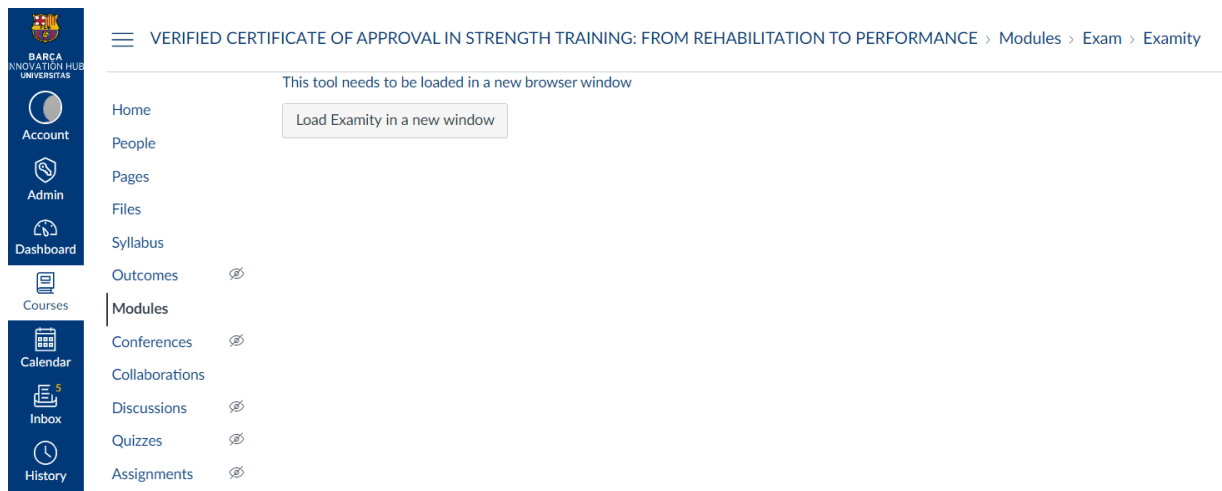 BARÇA
INNOVATION HUB
UNIVERSITAS
Account
Admin
Dashboard
Courses
Calendar
5
Inbox
History
VERIFIED CERTIFICATE OF APPROVAL IN STRENGTH TRAINING: FROM REHABILITATION TO PERFORMANCE > Modules > Exam > Examity
Home
People
Pages
Files
Syllabus
Outcomes
Modules
Conferences
Collaborations
Discussions
Quizzes
Assignments
This tool needs to be loaded in a new browser window
Load Examity in a new window